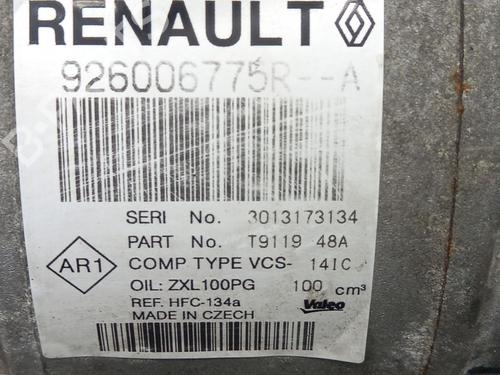 RENAULT
926006775R--A
SERI No. 3013173134
PART No. T9119 48A
AR1
COMP TYPE VCS- 14IC
OIL: ZXL100PG 100 cm³
REF. HFC-134a Valeo
MADE IN CZECH